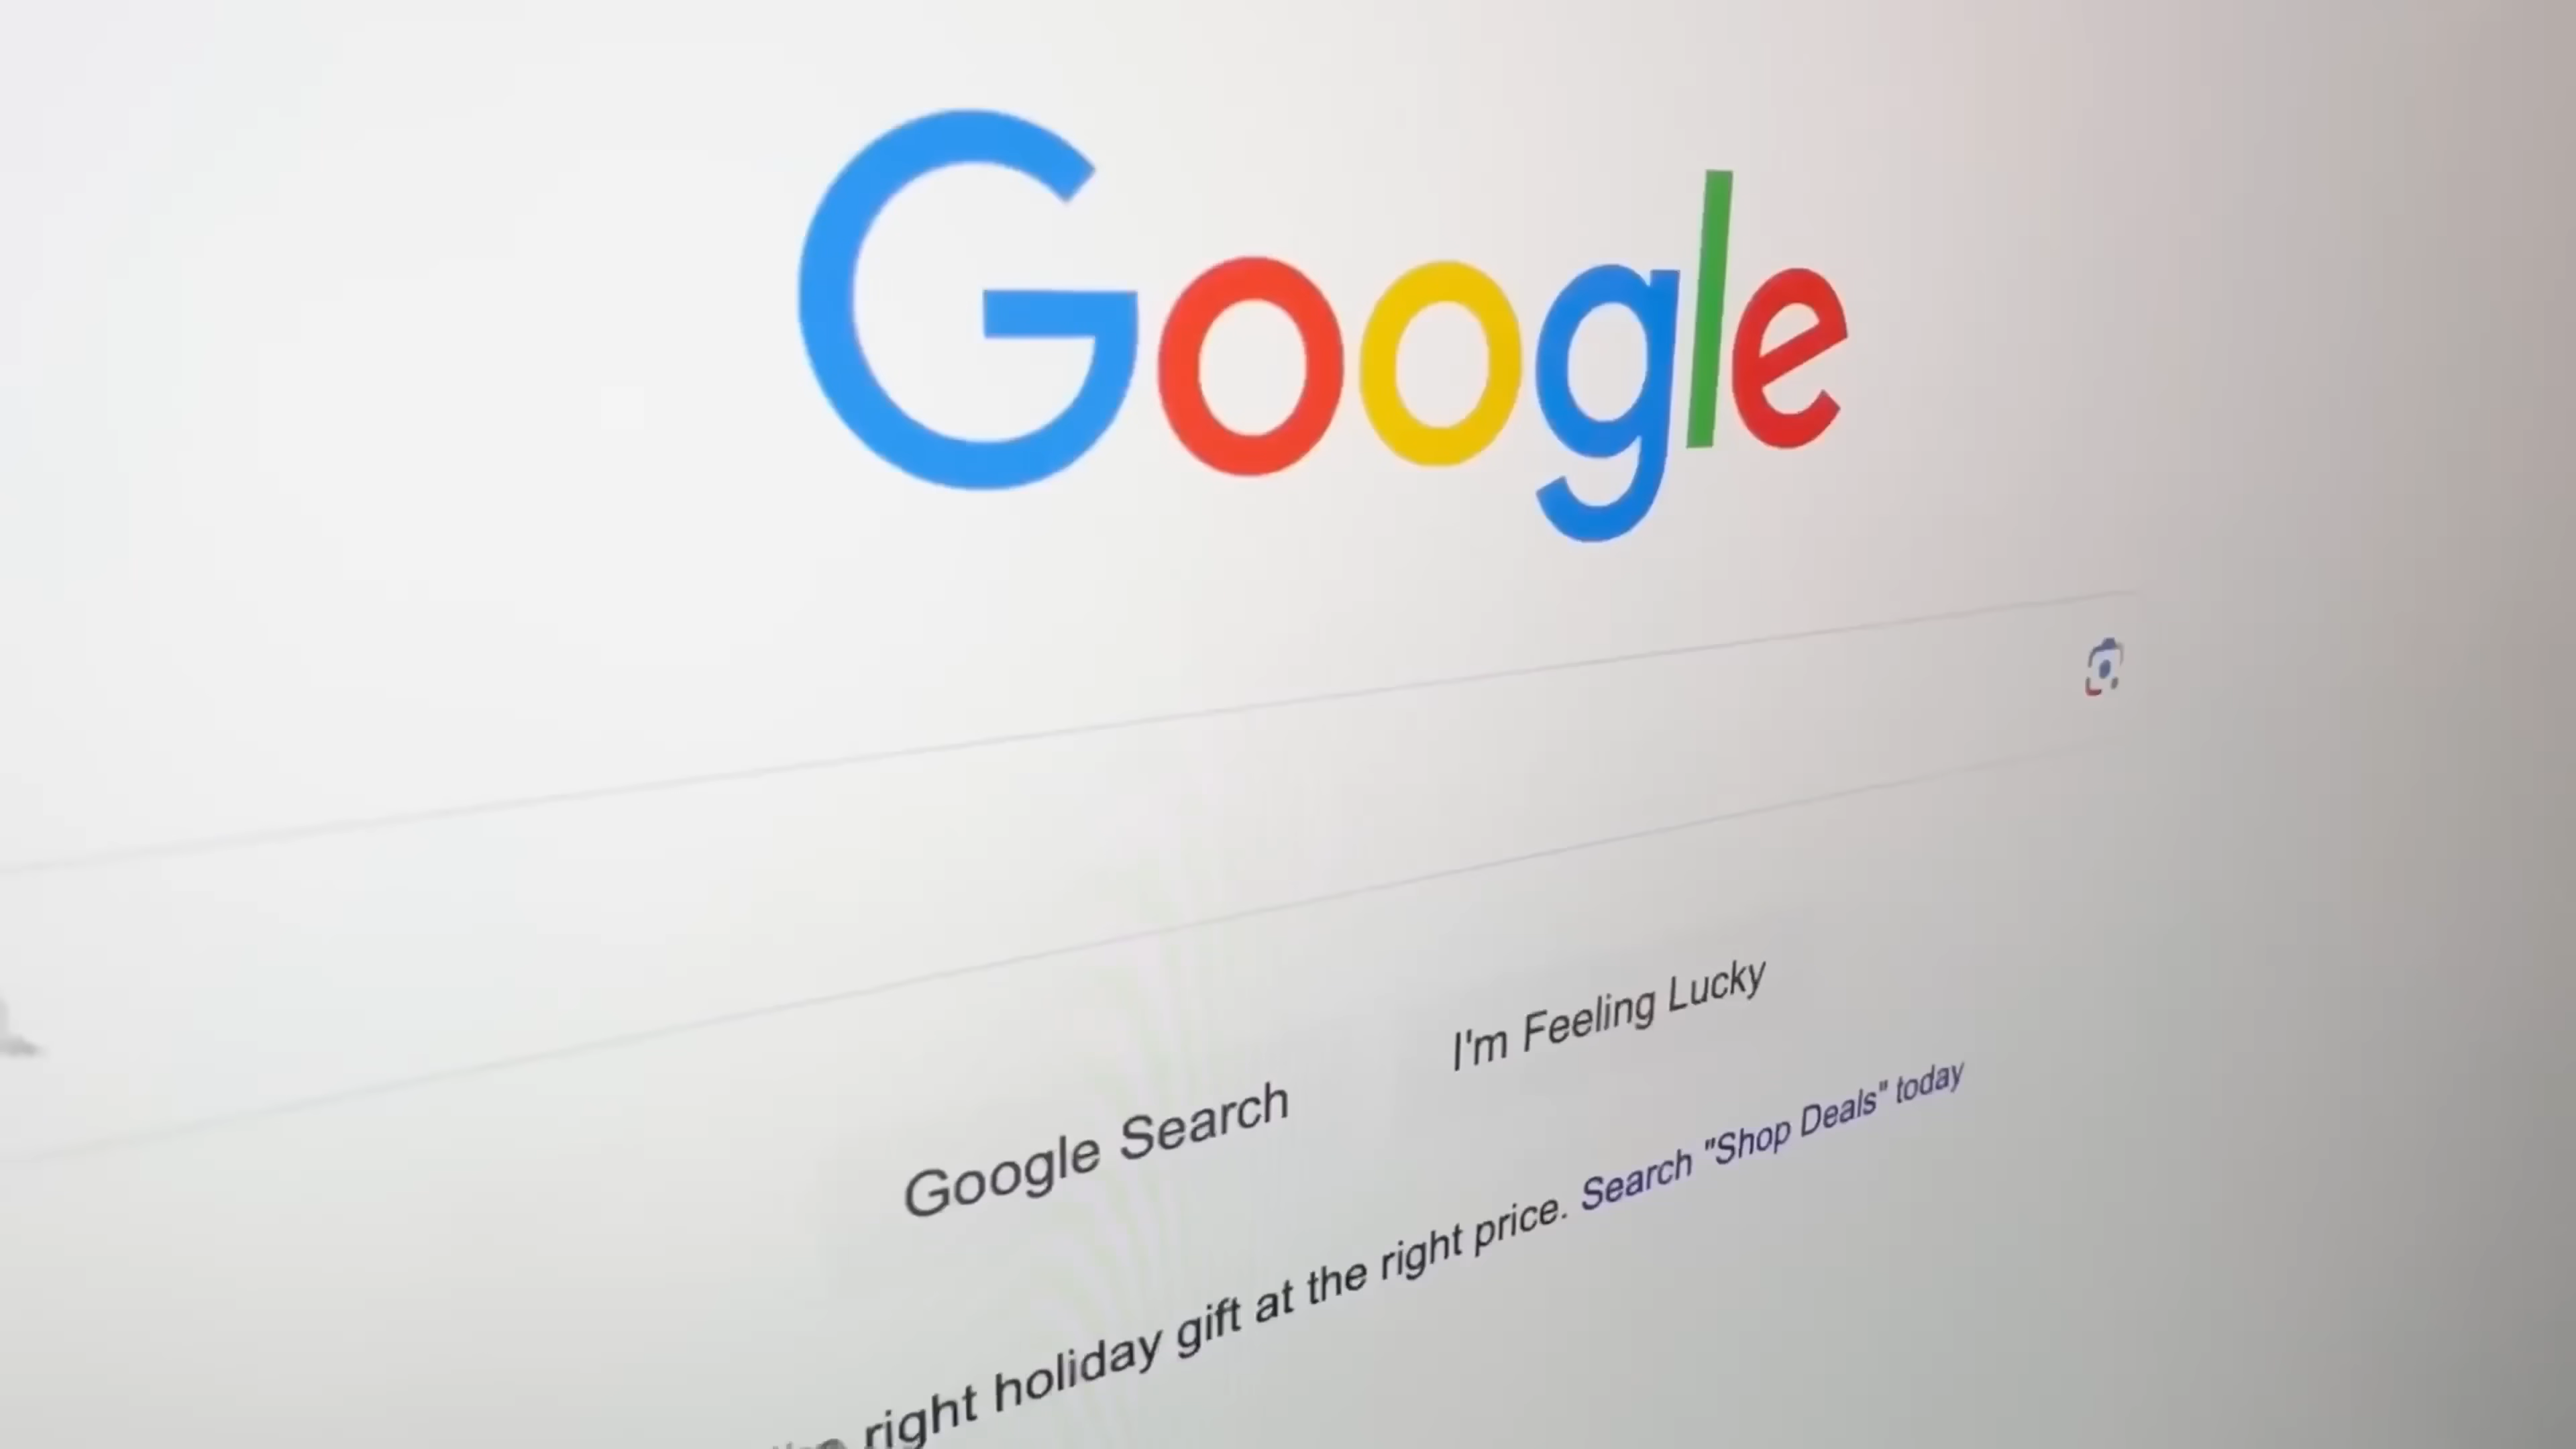 Google
Google Search
I'm Feeling Lucky
right holiday gift at the right price. Search "Shop Deals" today